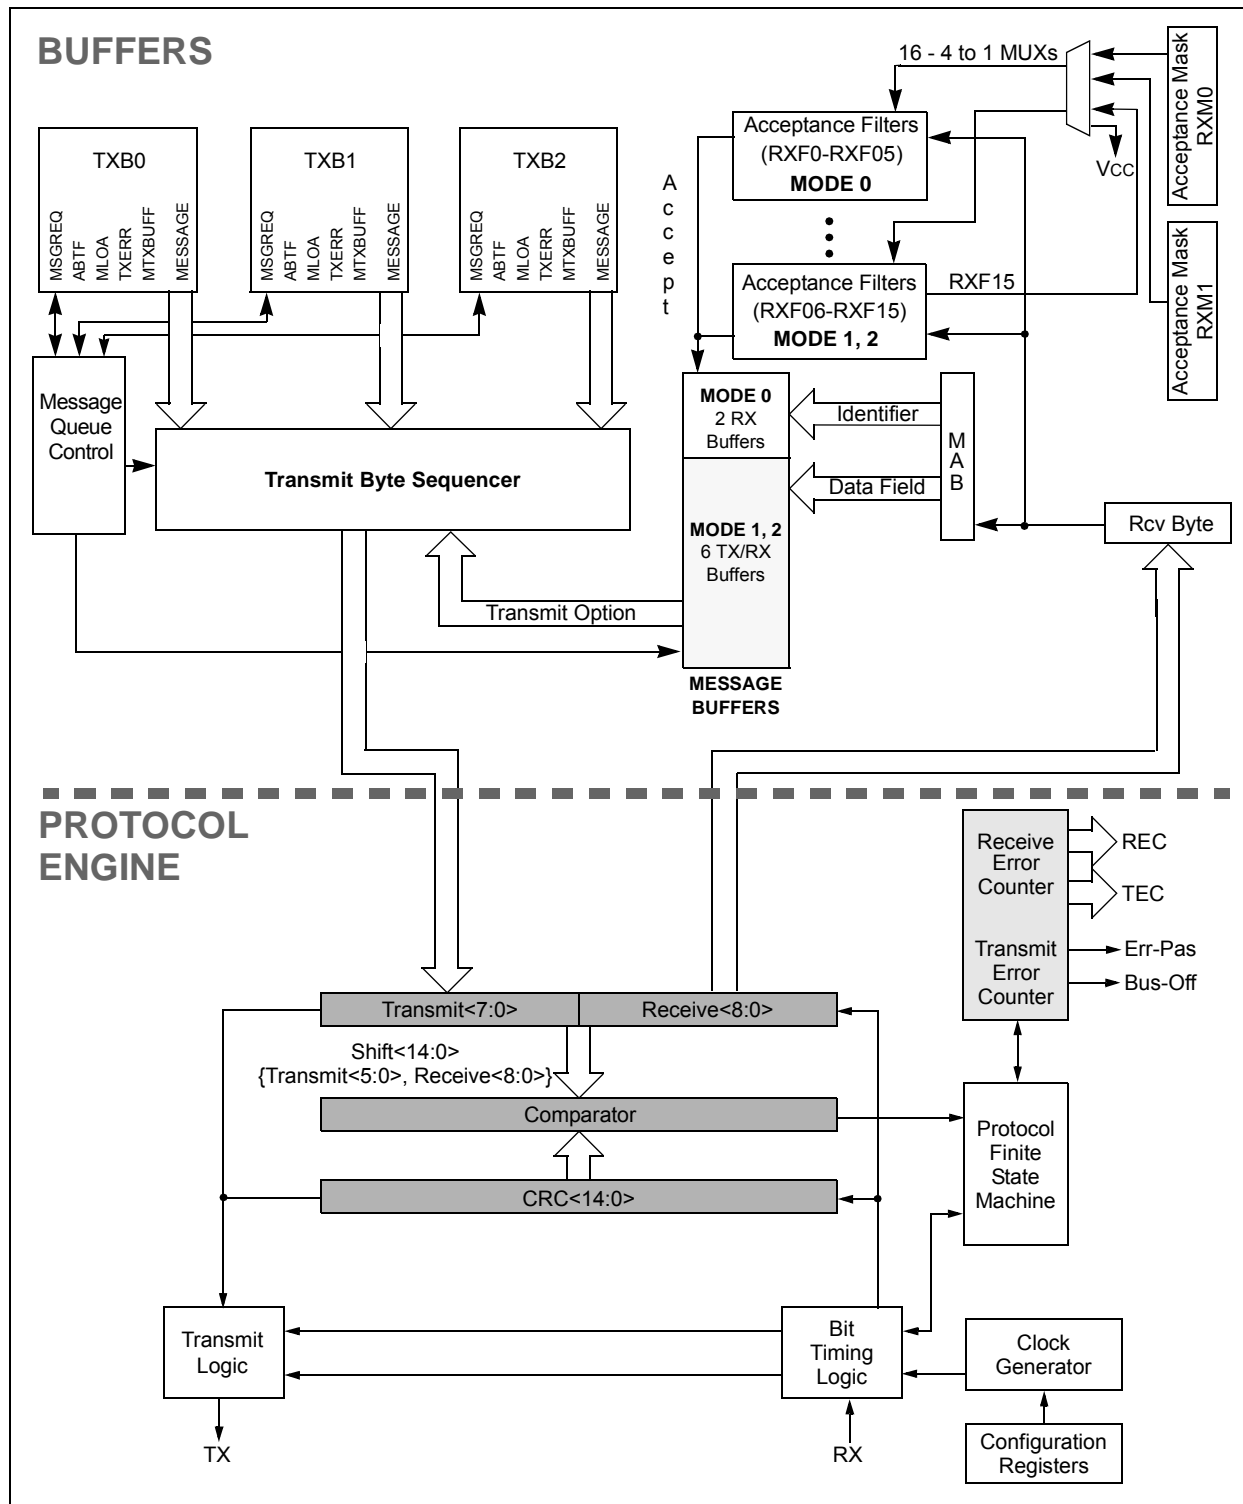 BUFFERS
16 - 4 to 1 MUXs
Acceptance Mask
RXM0
VCC
Acceptance Filters
(RXF0-RXF05)
MODE 0
Accept
TXB0
MSGREQ
ABTF
MLOA
TXERR
MTXBUFF
MESSAGE
TXB1
MSGREQ
ABTF
MLOA
TXERR
MTXBUFF
MESSAGE
TXB2
MSGREQ
ABTF
MLOA
TXERR
MTXBUFF
MESSAGE
Acceptance Filters
(RXF06-RXF15)
MODE 1, 2
RXF15
Acceptance Mask
RXM1
Message
Queue
Control
Transmit Byte Sequencer
MODE 0
2 RX
Buffers
Identifier
Data Field
MAB
MODE 1, 2
6 TX/RX
Buffers
Rcv Byte
Transmit Option
MESSAGE
BUFFERS
PROTOCOL
ENGINE
Receive
Error
Counter
REC
TEC
Transmit
Error
Counter
Err-Pas
Bus-Off
Transmit<7:0>
Receive<8:0>
Shift<14:0>
{Transmit<5:0>, Receive<8:0>}
Comparator
CRC<14:0>
Protocol
Finite
State
Machine
Transmit
Logic
Bit
Timing
Logic
Clock
Generator
Configuration
Registers
TX
RX